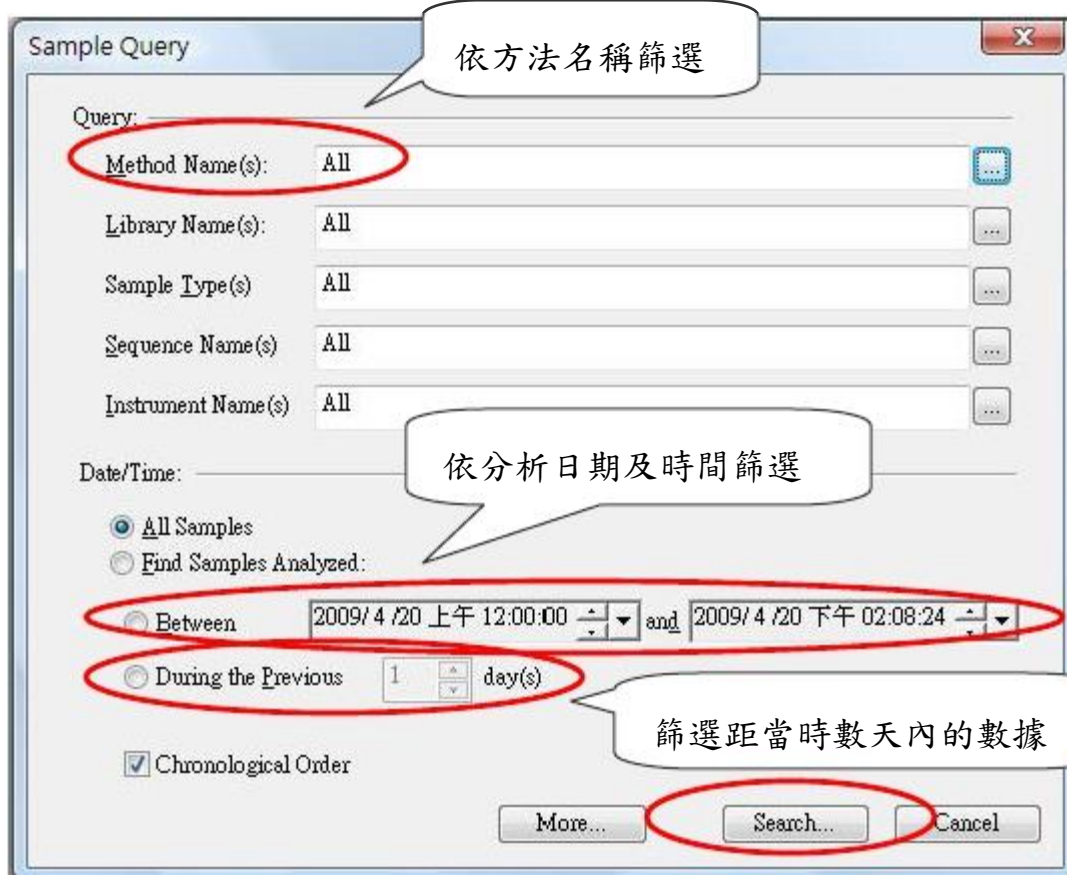 Sample Query
依方法名稱篩選
Query:
Method Name(s): All ...
Library Name(s): All ...
Sample Type(s) All ...
Sequence Name(s) All ...
Instrument Name(s) All ...
依分析日期及時間篩選
Date/Time:
All Samples
Find Samples Analyzed:
Between 2009/ 4 /20 上午 12:00:00 and 2009/ 4 /20 下午 02:08:24
During the Previous 1 day(s)
篩選距當時數天內的數據
Chronological Order
More... Search... Cancel